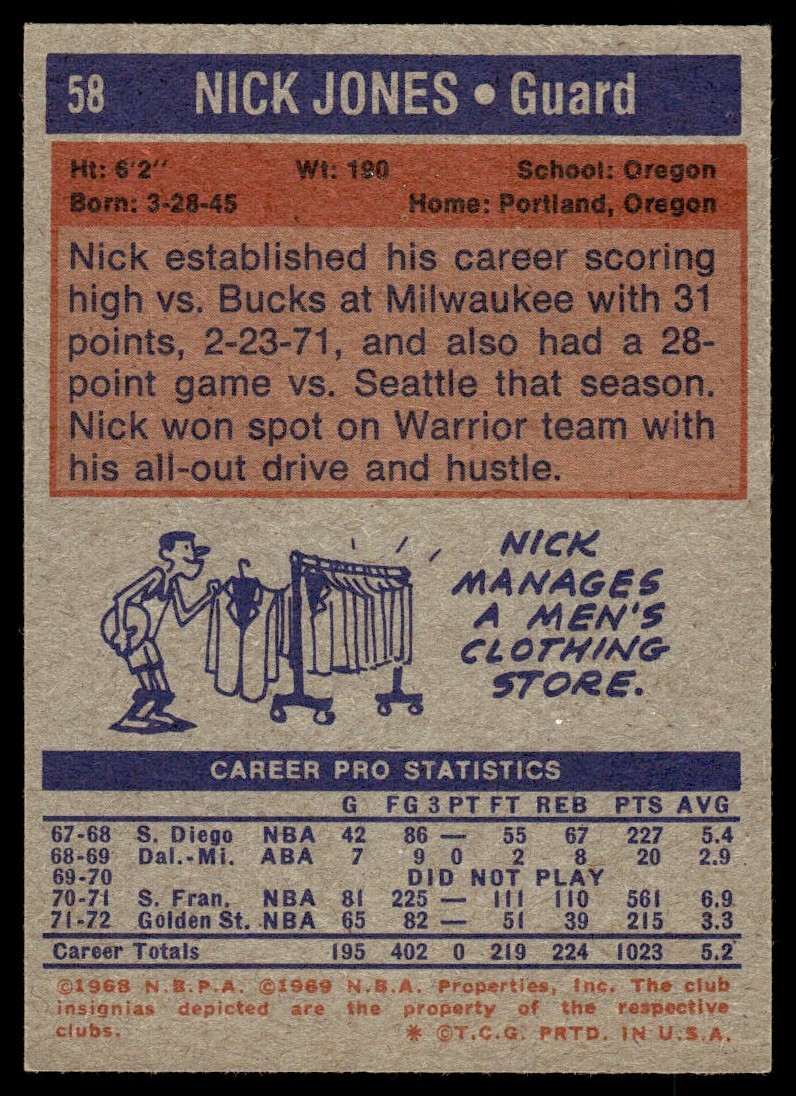 58 NICK JONES • Guard
Ht: 6'2" Wt: 190 School: Oregon
Born: 3-28-45 Home: Portland, Oregon
Nick established his career scoring
high vs. Bucks at Milwaukee with 31
points, 2-23-71, and also had a 28-
point game vs. Seattle that season.
Nick won spot on Warrior team with
his all-out drive and hustle.
NICK
MANAGES
A MEN'S
CLOTHING
STORE.
CAREER PRO STATISTICS
G FG 3 PT FT REB PTS AVG
67-68 S. Diego NBA 42 86 — 55 67 227 5.4
68-69 Dal.-Mi. ABA 7 9 0 2 8 20 2.9
69-70 DID NOT PLAY
70-71 S. Fran. NBA 81 225 — 111 110 561 6.9
71-72 Golden St. NBA 65 82 — 51 39 215 3.3
Career Totals 195 402 0 219 224 1023 5.2
©1968 N.B.P.A. ©1969 N.B.A. Properties, Inc. The club
insignias depicted are the property of the respective
clubs. * ©T.C.G. PRTD. IN U.S.A.